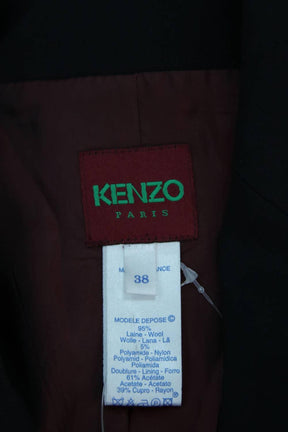 KENZO
PARIS
38
MODELE DEPOSE ©
95%
Laine - Wool
Wolle - Lana - Lã
5%
Polyamide - Nylon
Polyamid - Poliamidica
Poliamida
Doublure - Lining - Forro
61% Acétate
Acetate - Acetato
39% Cupro - Rayon